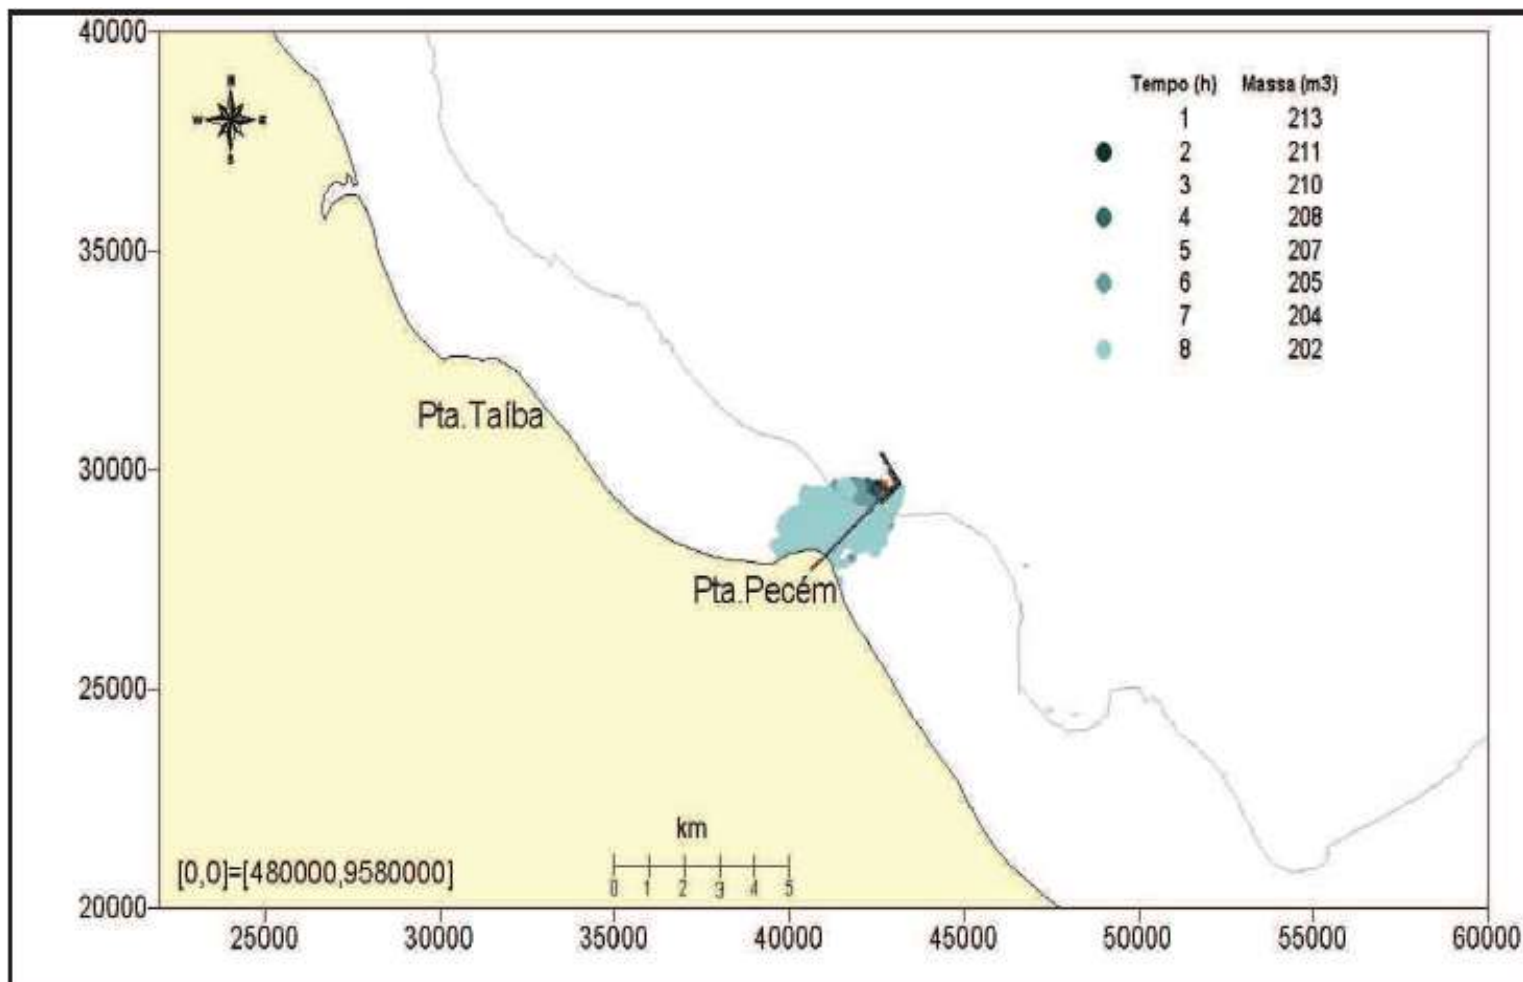 40000
N
W E
S
Tempo (h) Massa (m3)
1 213
2 211
3 210
4 208
5 207
6 205
7 204
8 202
35000
Pta.Taíba
30000
Pta.Pecém
25000
km
0 1 2 3 4 5
[0,0]=[480000,9580000]
20000
25000 30000 35000 40000 45000 50000 55000 60000